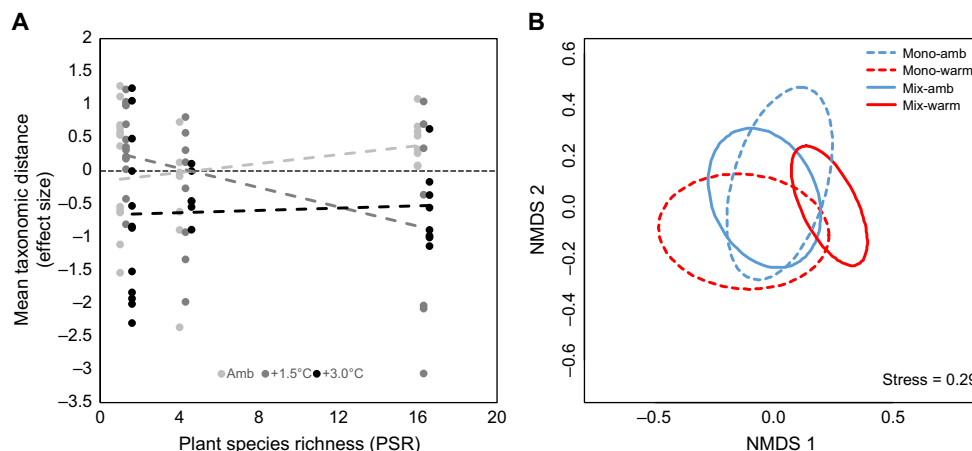 A
Mean taxonomic distance
(effect size)
2
1.5
1
0.5
0
–0.5
–1
–1.5
–2
–2.5
–3
–3.5
0
4
8
12
16
20
Amb +1.5°C +3.0°C
Plant species richness (PSR)
B
NMDS 2
0.6
0.4
0.2
0.0
–0.2
–0.4
–0.6
Mono-amb
Mono-warm
Mix-amb
Mix-warm
Stress = 0.29
–0.5
0.0
0.5
NMDS 1